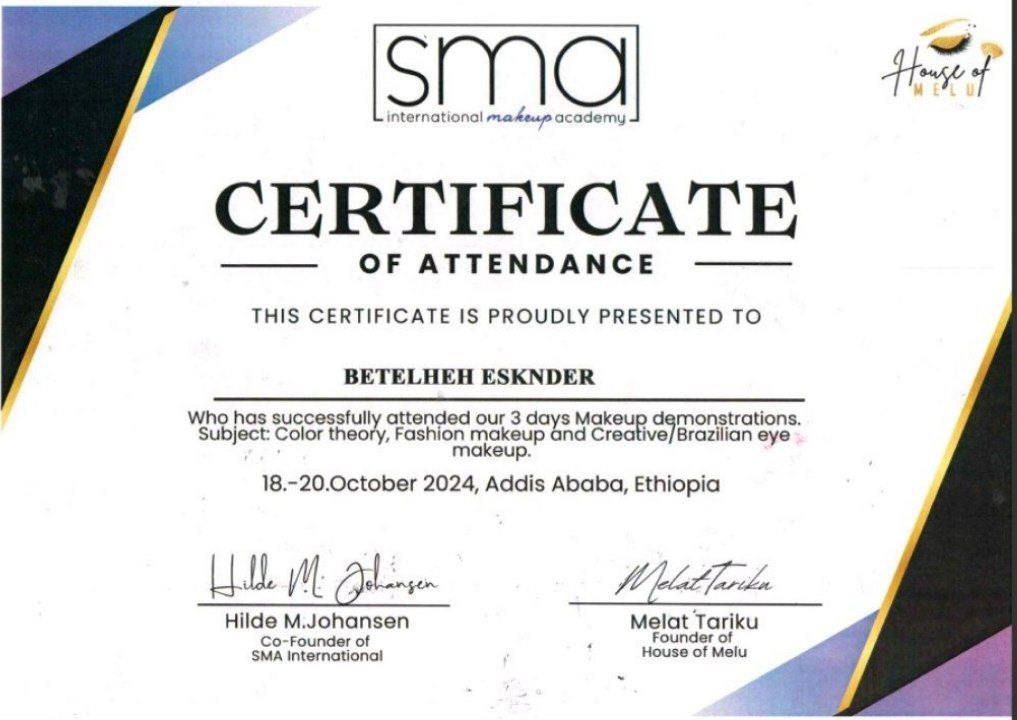 sma
international makeup academy
House of
MELU
CERTIFICATE
OF ATTENDANCE
THIS CERTIFICATE IS PROUDLY PRESENTED TO
BETELHEH ESKNDER
Who has successfully attended our 3 days Makeup demonstrations.
Subject: Color theory, Fashion makeup and Creative/Brazilian eye
makeup.
18.-20.October 2024, Addis Ababa, Ethiopia
Hilde M. Johansen
Melat Tariku
Hilde M.Johansen
Melat Tariku
Co-Founder of
Founder of
SMA International
House of Melu